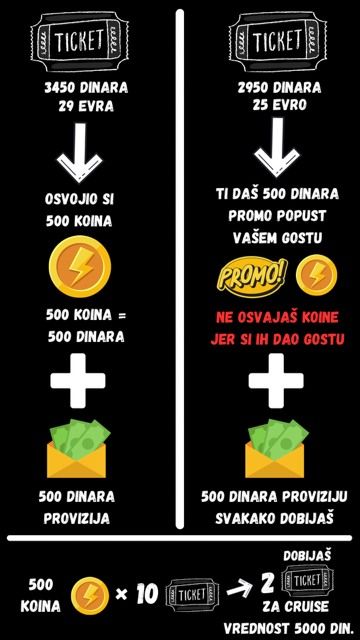 TICKET
3450 DINARA
29 EVRA
OSVOJIO SI
500 KOINA
500 KOINA =
500 DINARA
500 DINARA
PROVIZIJA
TICKET
2950 DINARA
25 EVRO
TI DAŠ 500 DINARA
PROMO POPUST
VAŠEM GOSTU
PROMO!
NE OSVAJAŠ KOINE
JER SI IH DAO GOSTU
500 DINARA PROVIZIJU
SVAKAKO DOBIJAŠ
500
KOINA
× 10
TICKET
DOBIJAŠ
2 TICKET
ZA CRUISE
VREDNOST 5000 DIN.